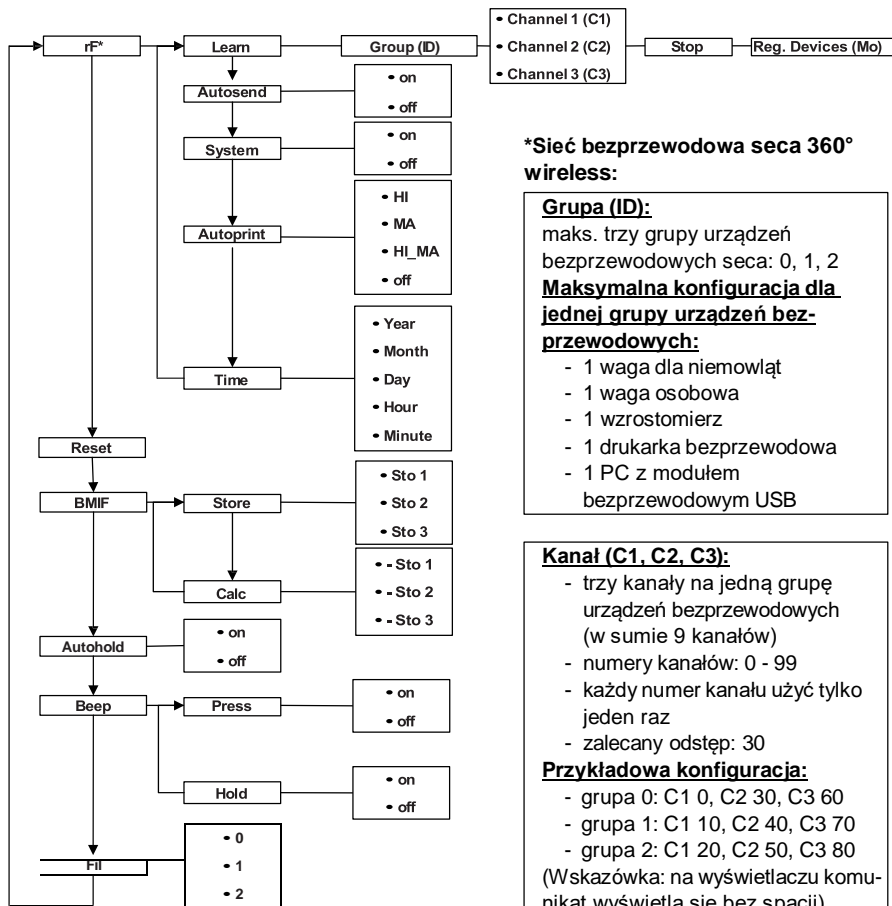 rF*
Learn
Group (ID)
• Channel 1 (C1)
• Channel 2 (C2)
• Channel 3 (C3)
Stop
Reg. Devices (Mo)
Autosend
• on
• off
System
• on
• off
Autoprint
• HI
• MA
• HI_MA
• off
Time
• Year
• Month
• Day
• Hour
• Minute
Reset
BMIF
Store
• Sto 1
• Sto 2
• Sto 3
Calc
• - Sto 1
• - Sto 2
• - Sto 3
Autohold
• on
• off
Beep
Press
• on
• off
Hold
• on
• off
Fil
• 0
• 1
• 2
*Sieć bezprzewodowa seca 360°
wireless:
Grupa (ID):
maks. trzy grupy urządzeń
bezprzewodowych seca: 0, 1, 2
Maksymalna konfiguracja dla
jednej grupy urządzeń bez-
przewodowych:
- 1 waga dla niemowląt
- 1 waga osobowa
- 1 wzrostomierz
- 1 drukarka bezprzewodowa
- 1 PC z modułem
bezprzewodowym USB
Kanał (C1, C2, C3):
- trzy kanały na jedną grupę
urządzeń bezprzewodowych
(w sumie 9 kanałów)
- numery kanałów: 0 - 99
- każdy numer kanału użyć tylko
jeden raz
- zalecany odstęp: 30
Przykładowa konfiguracja:
- grupa 0: C1 0, C2 30, C3 60
- grupa 1: C1 10, C2 40, C3 70
- grupa 2: C1 20, C2 50, C3 80
(Wskazówka: na wyświetlaczu komu-
nikat wyświetla się bez spacji)